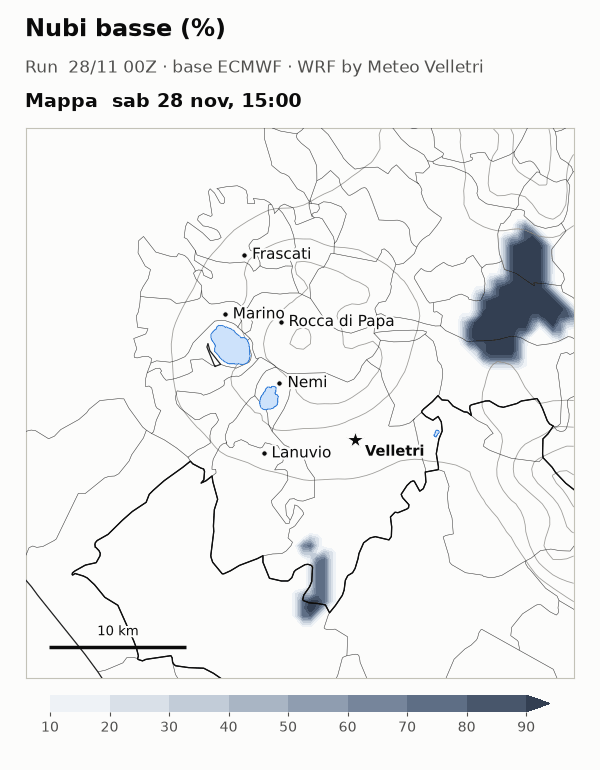 Nubi basse (%)
Run  28/11 00Z · base ECMWF · WRF by Meteo Velletri
Mappa  sab 28 nov, 15:00
Frascati
Marino
Rocca di Papa
Nemi
Velletri
Lanuvio
10 km
10 20 30 40 50 60 70 80 90